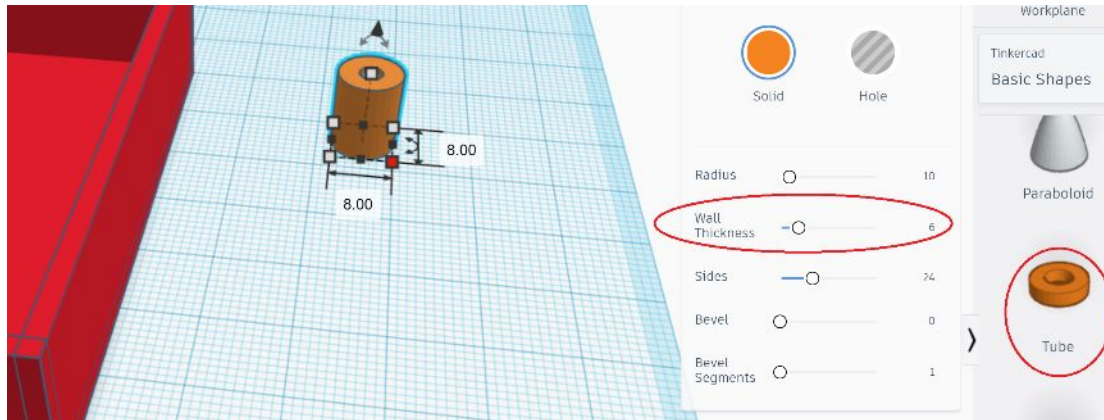 Workplane
Tinkercad
Basic Shapes
Solid
Hole
8.00
8.00
Radius
10
Wall
Thickness
6
Sides
24
Bevel
0
Bevel
Segments
1
Paraboloid
Tube